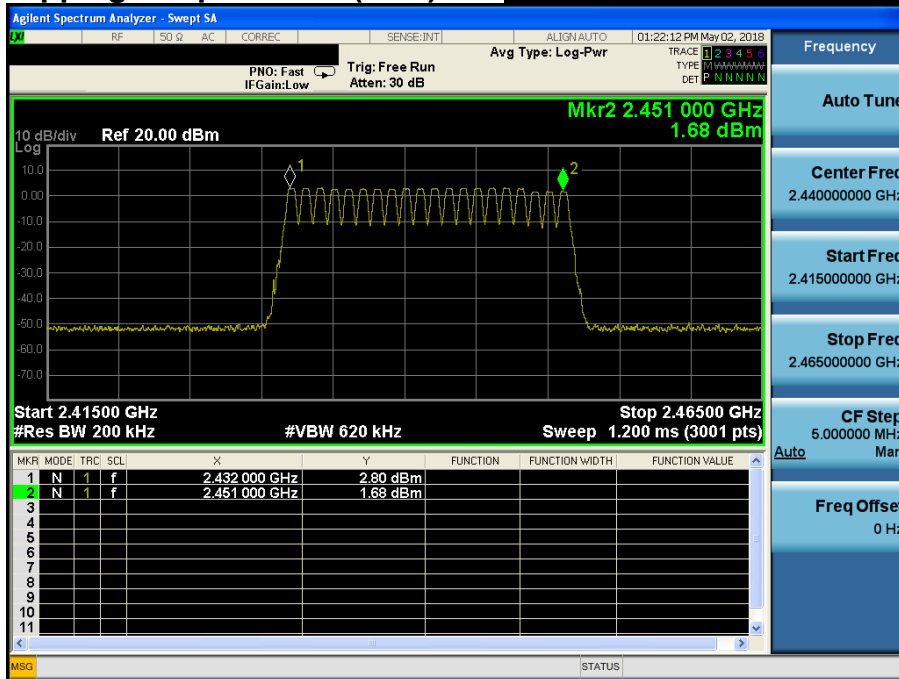 Agilent Spectrum Analyzer - Swept SA
LXI RF 50 Ω AC CORREC SENSE:INT ALIGN AUTO 01:22:12 PM May 02, 2018
Avg Type: Log-Pwr TRACE 1 2 3 4 5 6
PNO: Fast Trig: Free Run TYPE M WWWWW
IFGain:Low Atten: 30 dB DET P N N N N N
Mkr2 2.451 000 GHz
10 dB/div Ref 20.00 dBm 1.68 dBm
Log
10.0
0.00
-10.0
-20.0
-30.0
-40.0
-50.0
-60.0
-70.0
1
2
Start 2.41500 GHz Stop 2.46500 GHz
#Res BW 200 kHz #VBW 620 kHz Sweep 1.200 ms (3001 pts)
MKR MODE TRC SCL X Y FUNCTION FUNCTION WIDTH FUNCTION VALUE
1 N 1 f 2.432 000 GHz 2.80 dBm
2 N 1 f 2.451 000 GHz 1.68 dBm
3
4
5
6
7
8
9
10
11
MSG STATUS
Frequency
Auto Tune
Center Freq
2.440000000 GHz
Start Freq
2.415000000 GHz
Stop Freq
2.465000000 GHz
CF Step
5.000000 MHz
Auto Man
Freq Offset
0 Hz